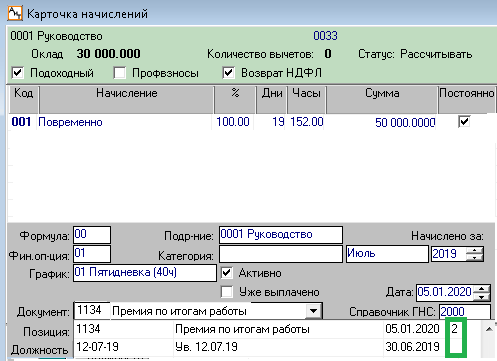 Карточка начислений
0001 Руководство 0033
Оклад 30 000.000 Количество вычетов: 0 Статус: Рассчитывать
Подоходный Профвзносы Возврат НДФЛ
Код Начисление % Дни Часы Сумма Постоянно
001 Повременно 100.00 19 152.00 50 000.0000
Формула: 00 Подр-ние: 0001 Руководство Начислено за:
Фин.оп-ция: 01 Категория: Июль 2019
График: 01 Пятидневка (40ч) Активно
Уже выплачено Дата: 05.01.2020
Документ: 1134 Премия по итогам работы Справочник ГНС: 2000
Позиция: 1134 Премия по итогам работы 05.01.2020 2
Должность 12-07-19 Ув. 12.07.19 30.06.2019